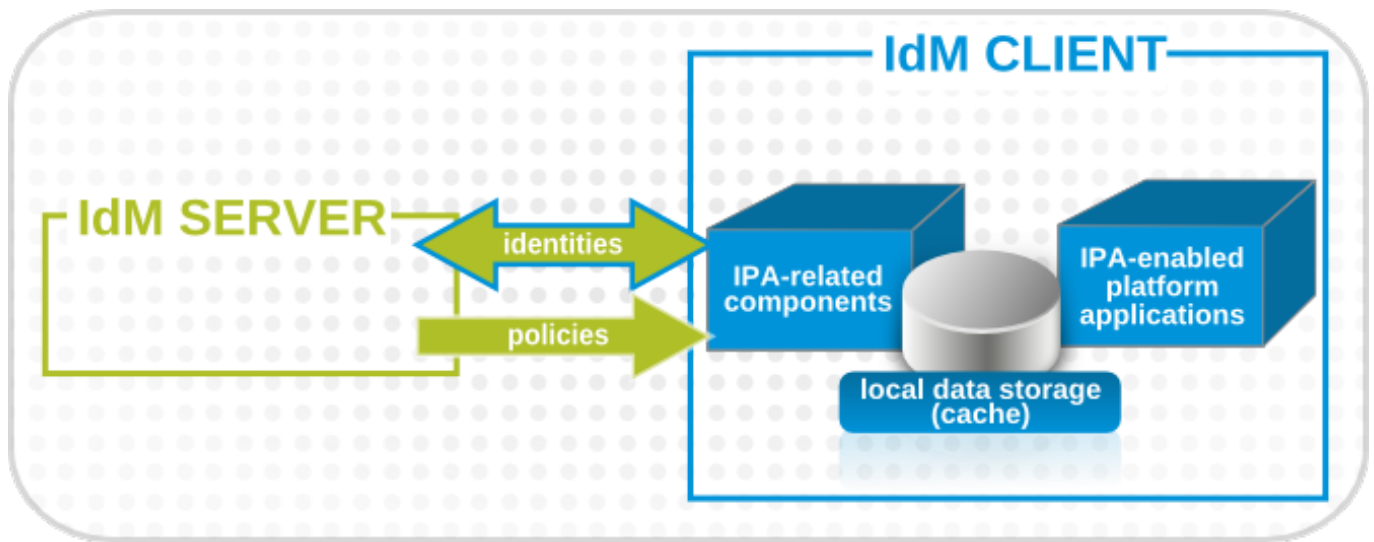 IdM CLIENT
IdM SERVER
identities
policies
IPA-related
components
IPA-enabled
platform
applications
local data storage
(cache)